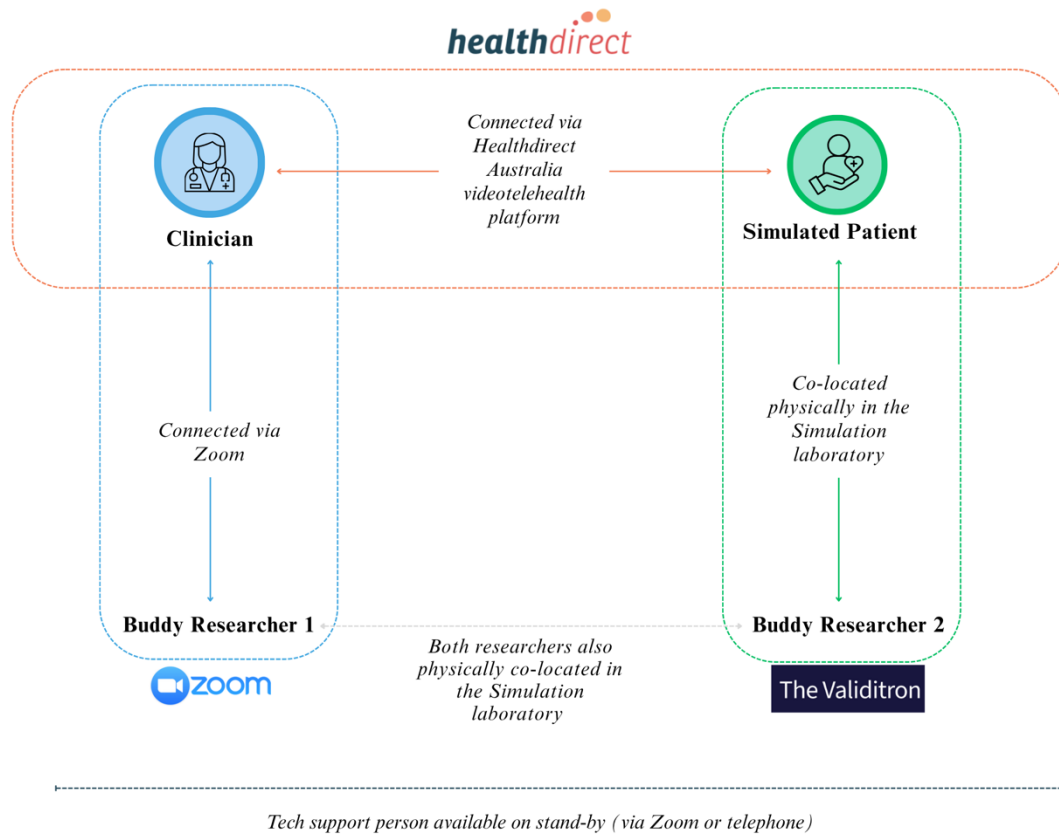 healthdirect
Connected via
Healthdirect
Australia
videotelehealth
platform
Clinician
Simulated Patient
Connected via
Zoom
Co-located
physically in the
Simulation
laboratory
Buddy Researcher 1
Buddy Researcher 2
Both researchers also
physically co-located in
the Simulation
laboratory
zoom
The Validitron
Tech support person available on stand-by (via Zoom or telephone)